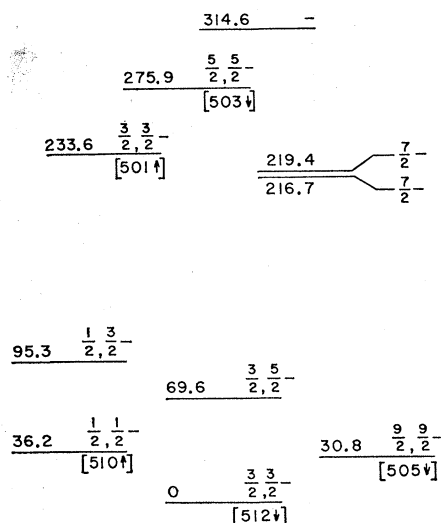 314.6 –
275.9 5/2, 5/2 –
[503↓]
233.6 3/2, 3/2 –
[501↑]
219.4 7/2 –
216.7 7/2 –
95.3 1/2, 3/2 –
69.6 3/2, 5/2 –
36.2 1/2, 1/2 –
[510↑]
30.8 9/2, 9/2 –
[505↓]
0 3/2, 3/2 –
[512↓]